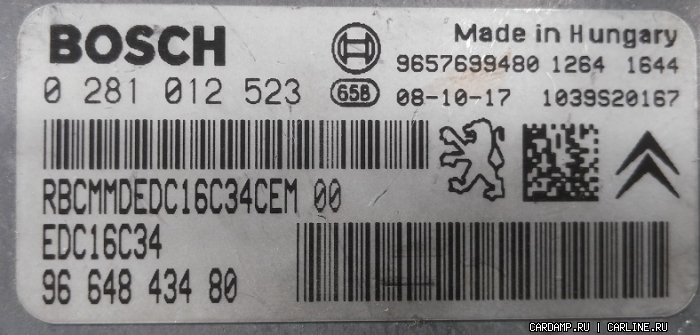 BOSCH
Made in Hungary
9657699480 1264 1644
0 281 012 523
65B 08-10-17 1039S20167
RBCMMDEDC16C34CEM 00
EDC16C34
96 648 434 80
CARDAMP.RU | CARLINE.RU